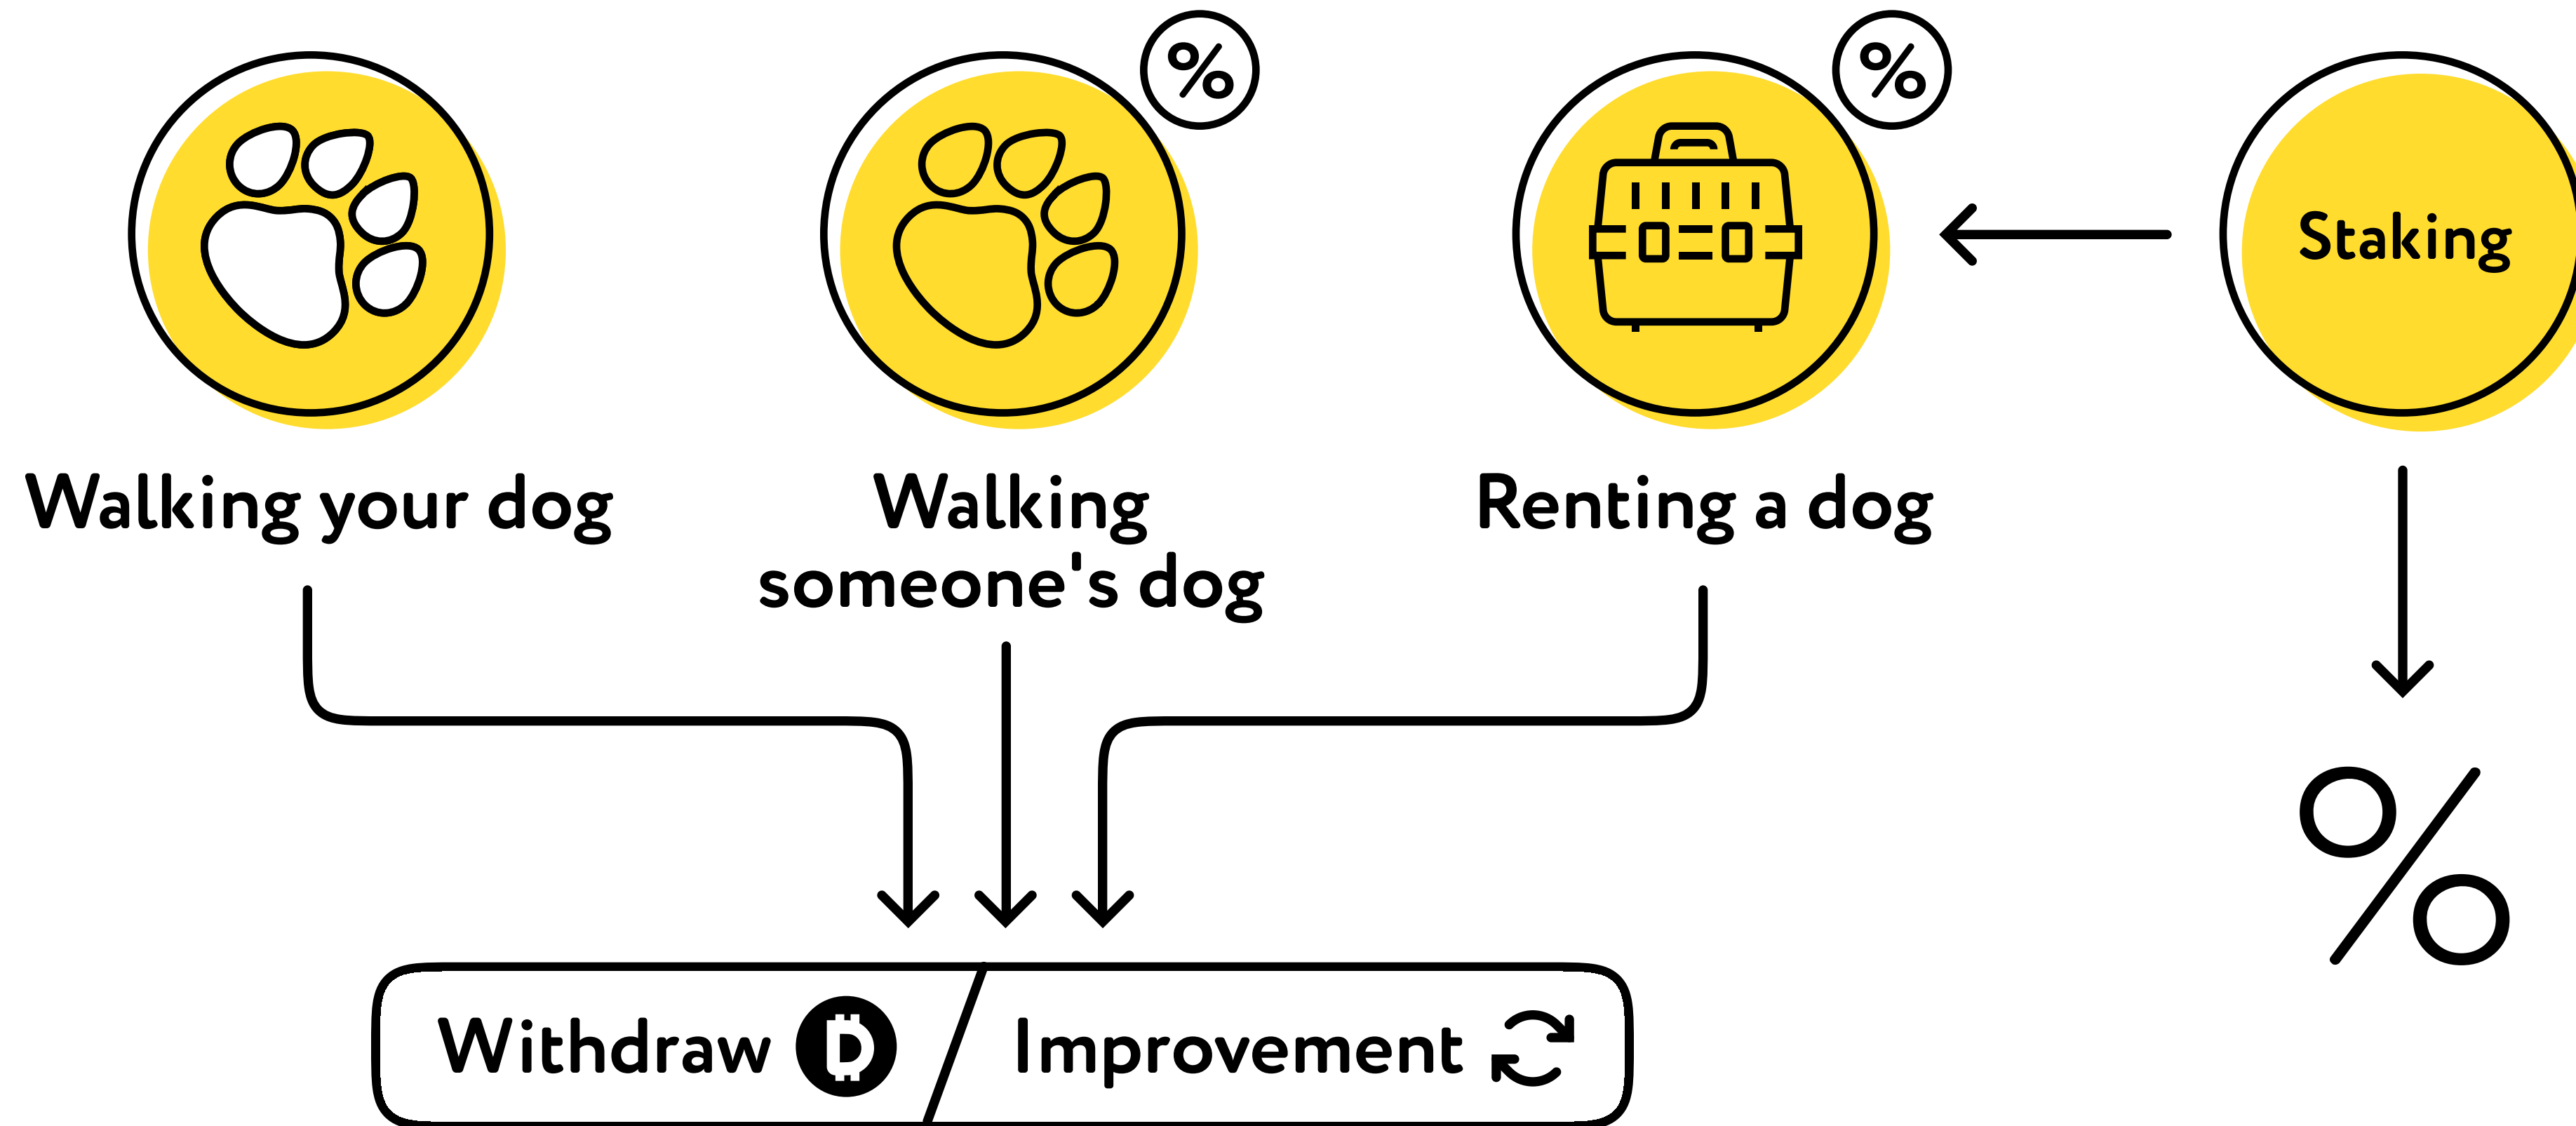 %
%
Staking
Walking your dog
Walking
someone's dog
Renting a dog
%
Withdraw
Improvement